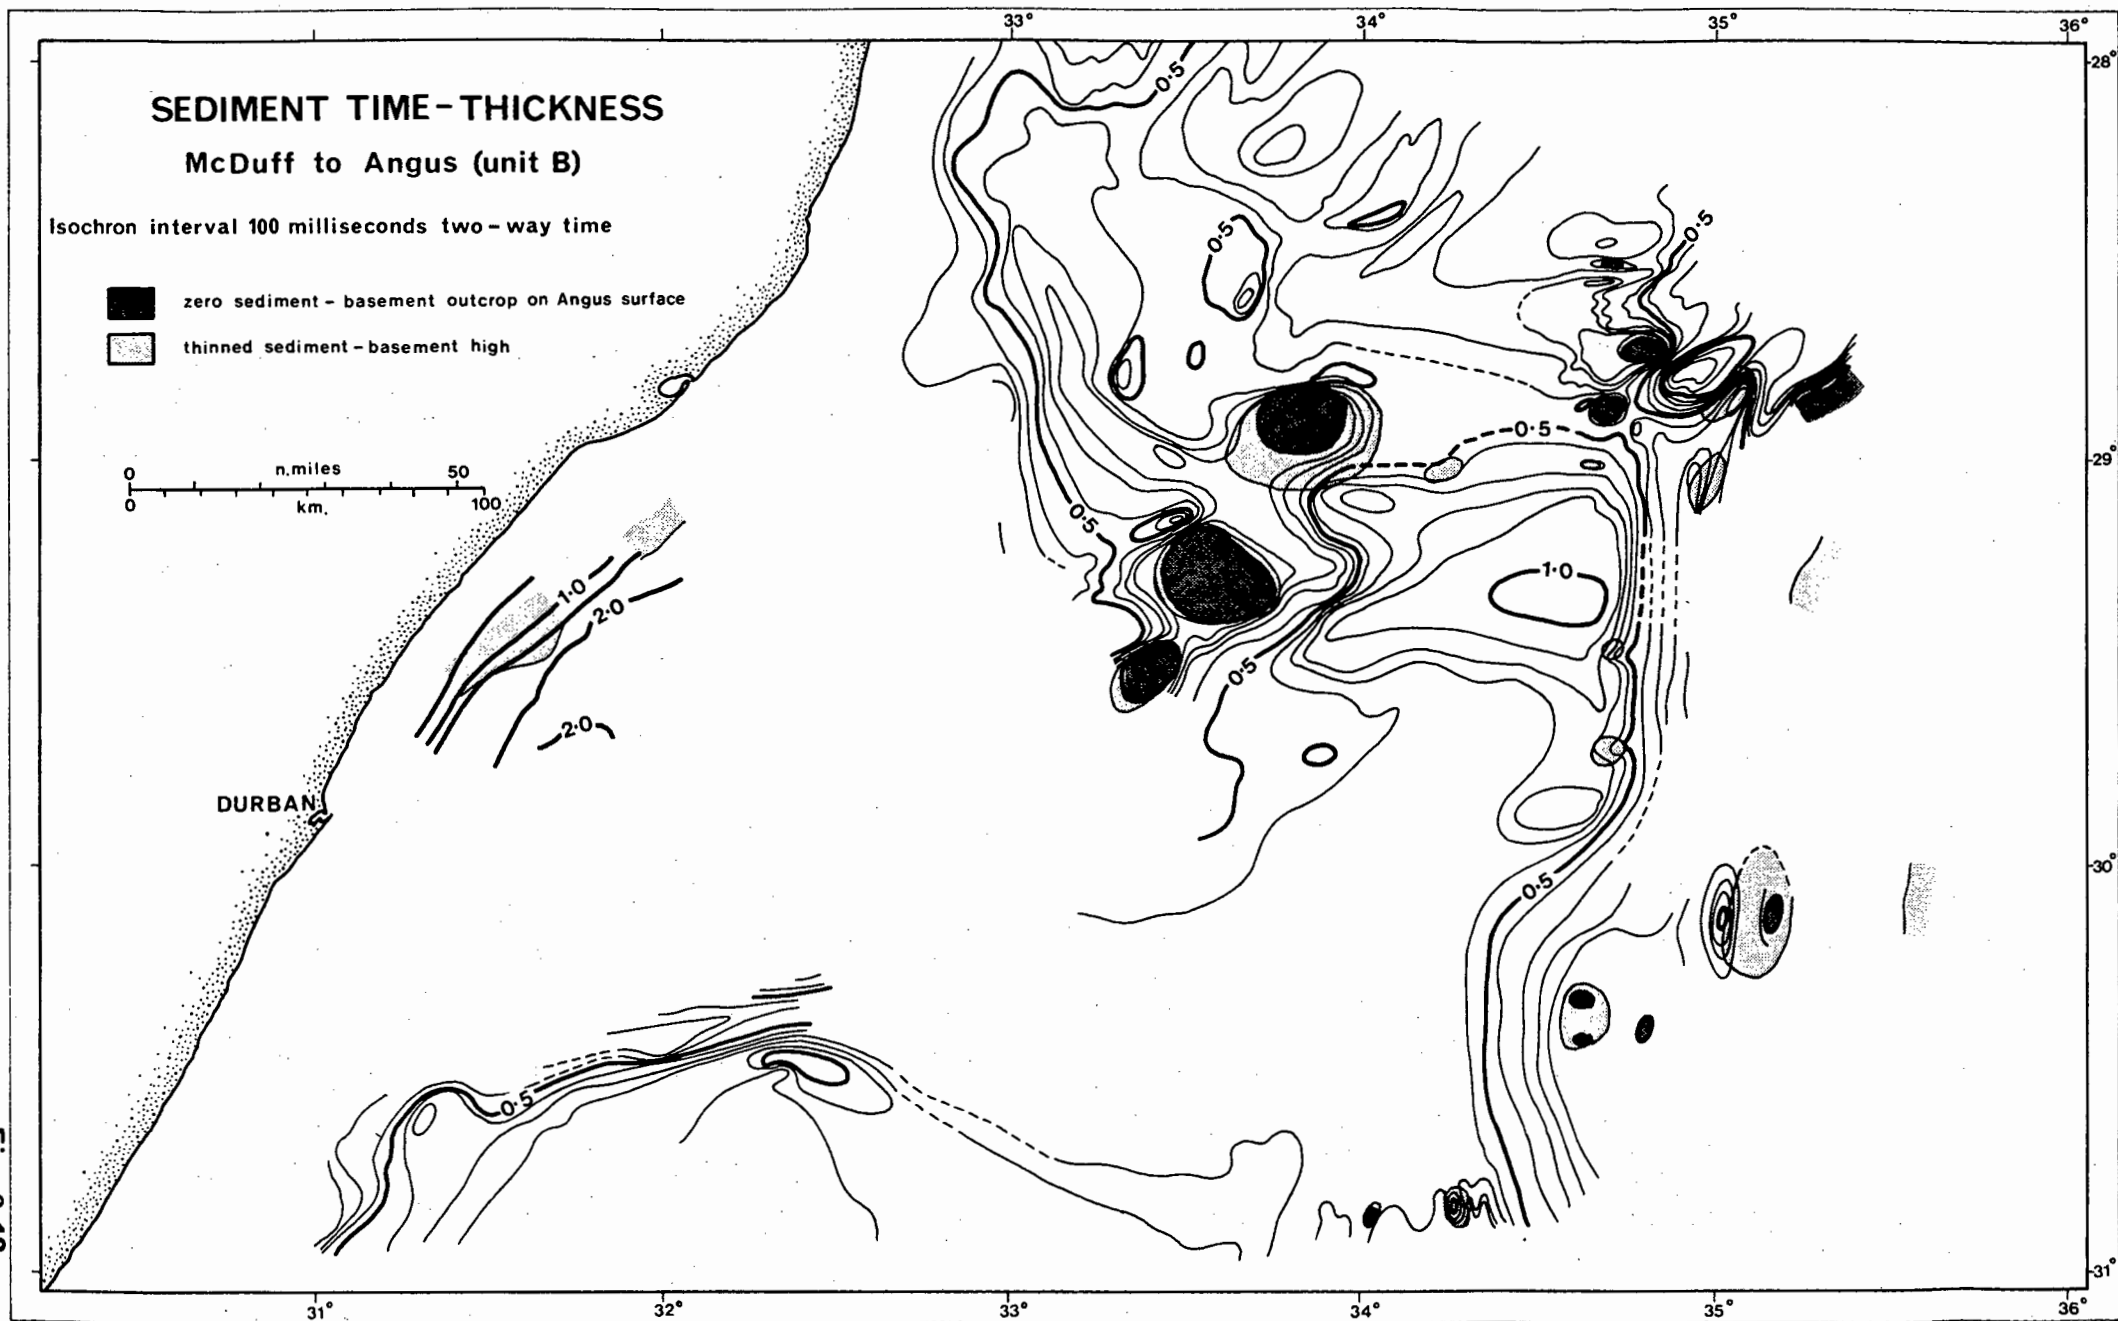 33° 34° 35° 36°
28°
SEDIMENT TIME-THICKNESS
McDuff to Angus (unit B)
Isochron interval 100 milliseconds two-way time
zero sediment - basement outcrop on Angus surface
thinned sediment - basement high
0 n.miles 50
0 km. 100
0·5
0·5
0·5
0·5
29°
0·5
1·0
1·0
2·0
0·5
2·0
DURBAN
30°
0·5
0·5
31°
31° 32° 33° 34° 35° 36°